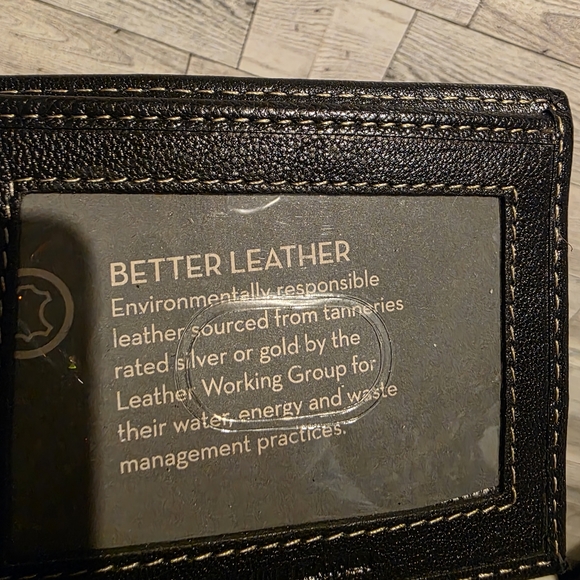 BETTER LEATHER
Environmentally responsible
leather sourced from tanneries
rated silver or gold by the
Leather Working Group for
their water, energy and waste
management practices.